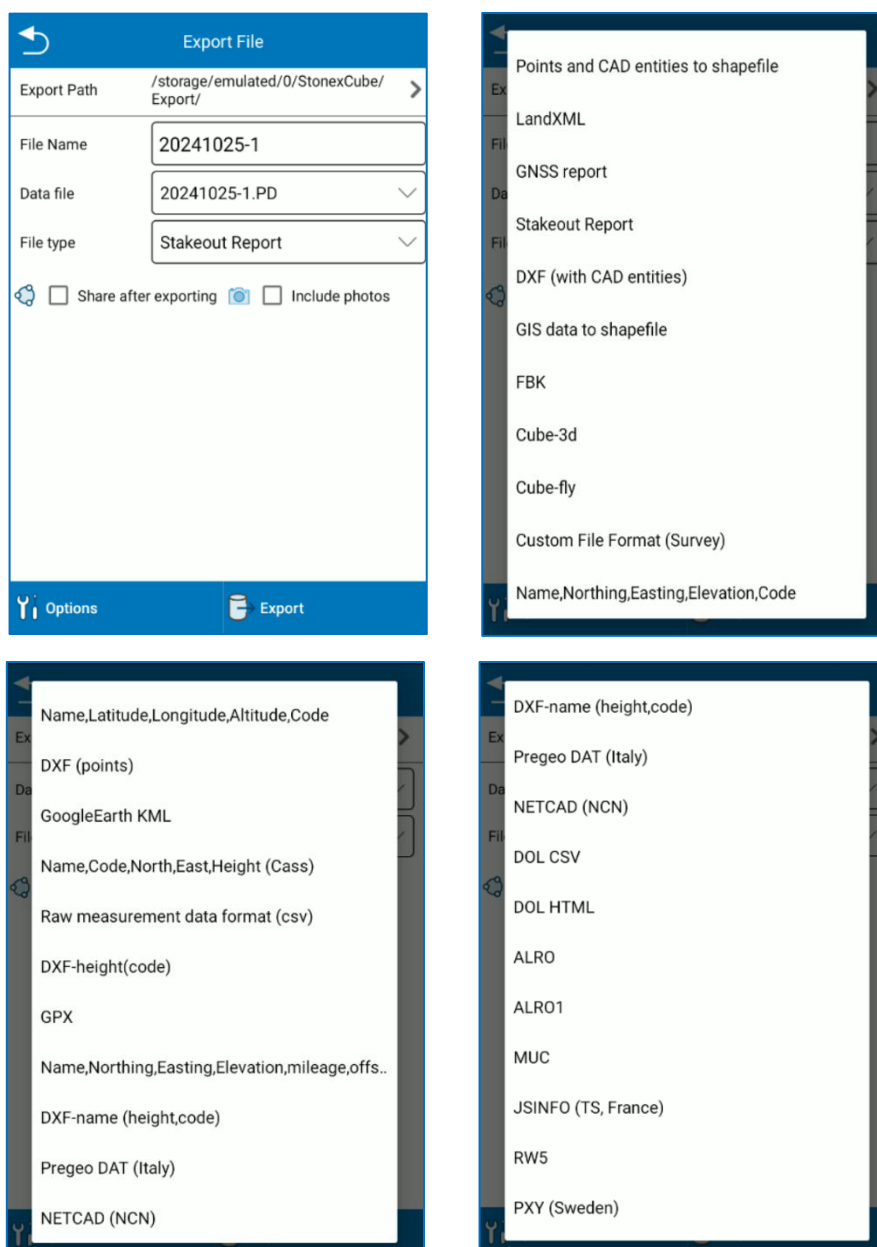 Export File
Export Path
/storage/emulated/0/StonexCube/
Export/
File Name
20241025-1
Data file
20241025-1.PD
File type
Stakeout Report
Share after exporting
Include photos
Options
Export
Points and CAD entities to shapefile
LandXML
GNSS report
Stakeout Report
DXF (with CAD entities)
GIS data to shapefile
FBK
Cube-3d
Cube-fly
Custom File Format (Survey)
Name,Northing,Easting,Elevation,Code
Name,Latitude,Longitude,Altitude,Code
DXF (points)
GoogleEarth KML
Name,Code,North,East,Height (Cass)
Raw measurement data format (csv)
DXF-height(code)
GPX
Name,Northing,Easting,Elevation,mileage,offs..
DXF-name (height,code)
Pregeo DAT (Italy)
NETCAD (NCN)
DXF-name (height,code)
Pregeo DAT (Italy)
NETCAD (NCN)
DOL CSV
DOL HTML
ALRO
ALRO1
MUC
JSINFO (TS, France)
RW5
PXY (Sweden)